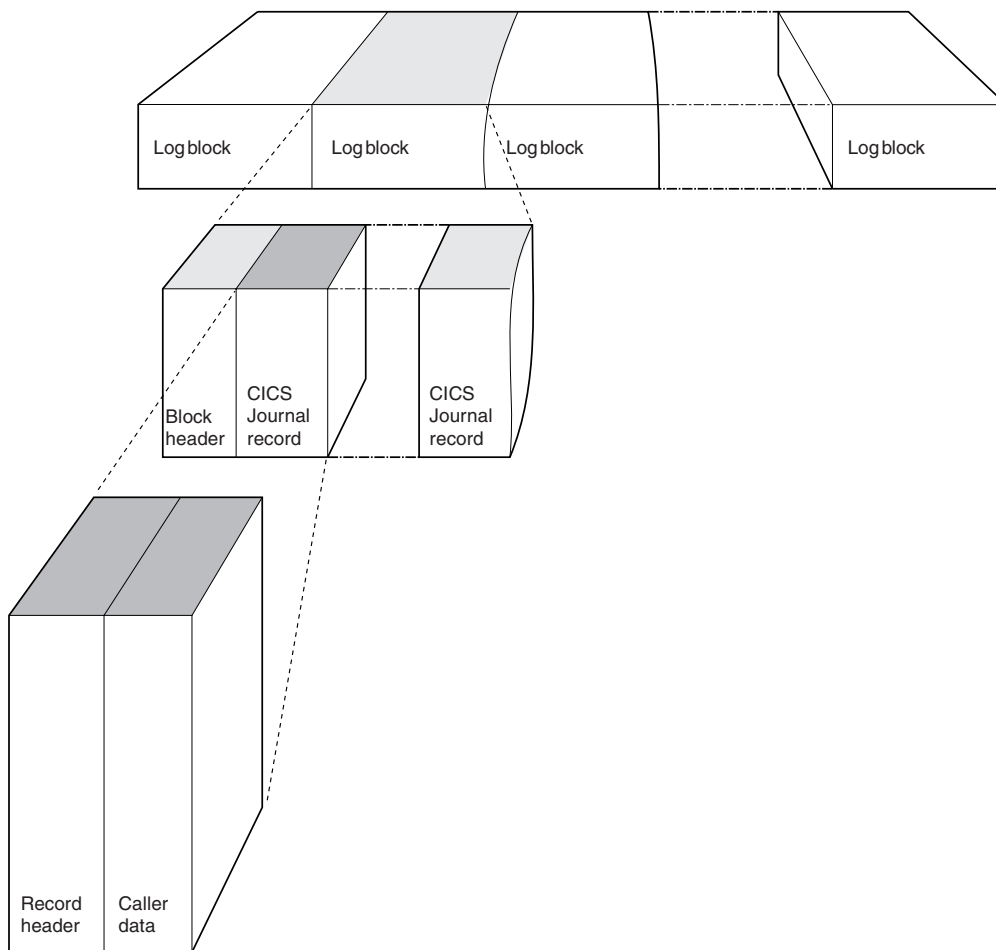 Log block
Log block
Log block
Log block
Block
header
CICS
Journal
record
CICS
Journal
record
Record
header
Caller
data